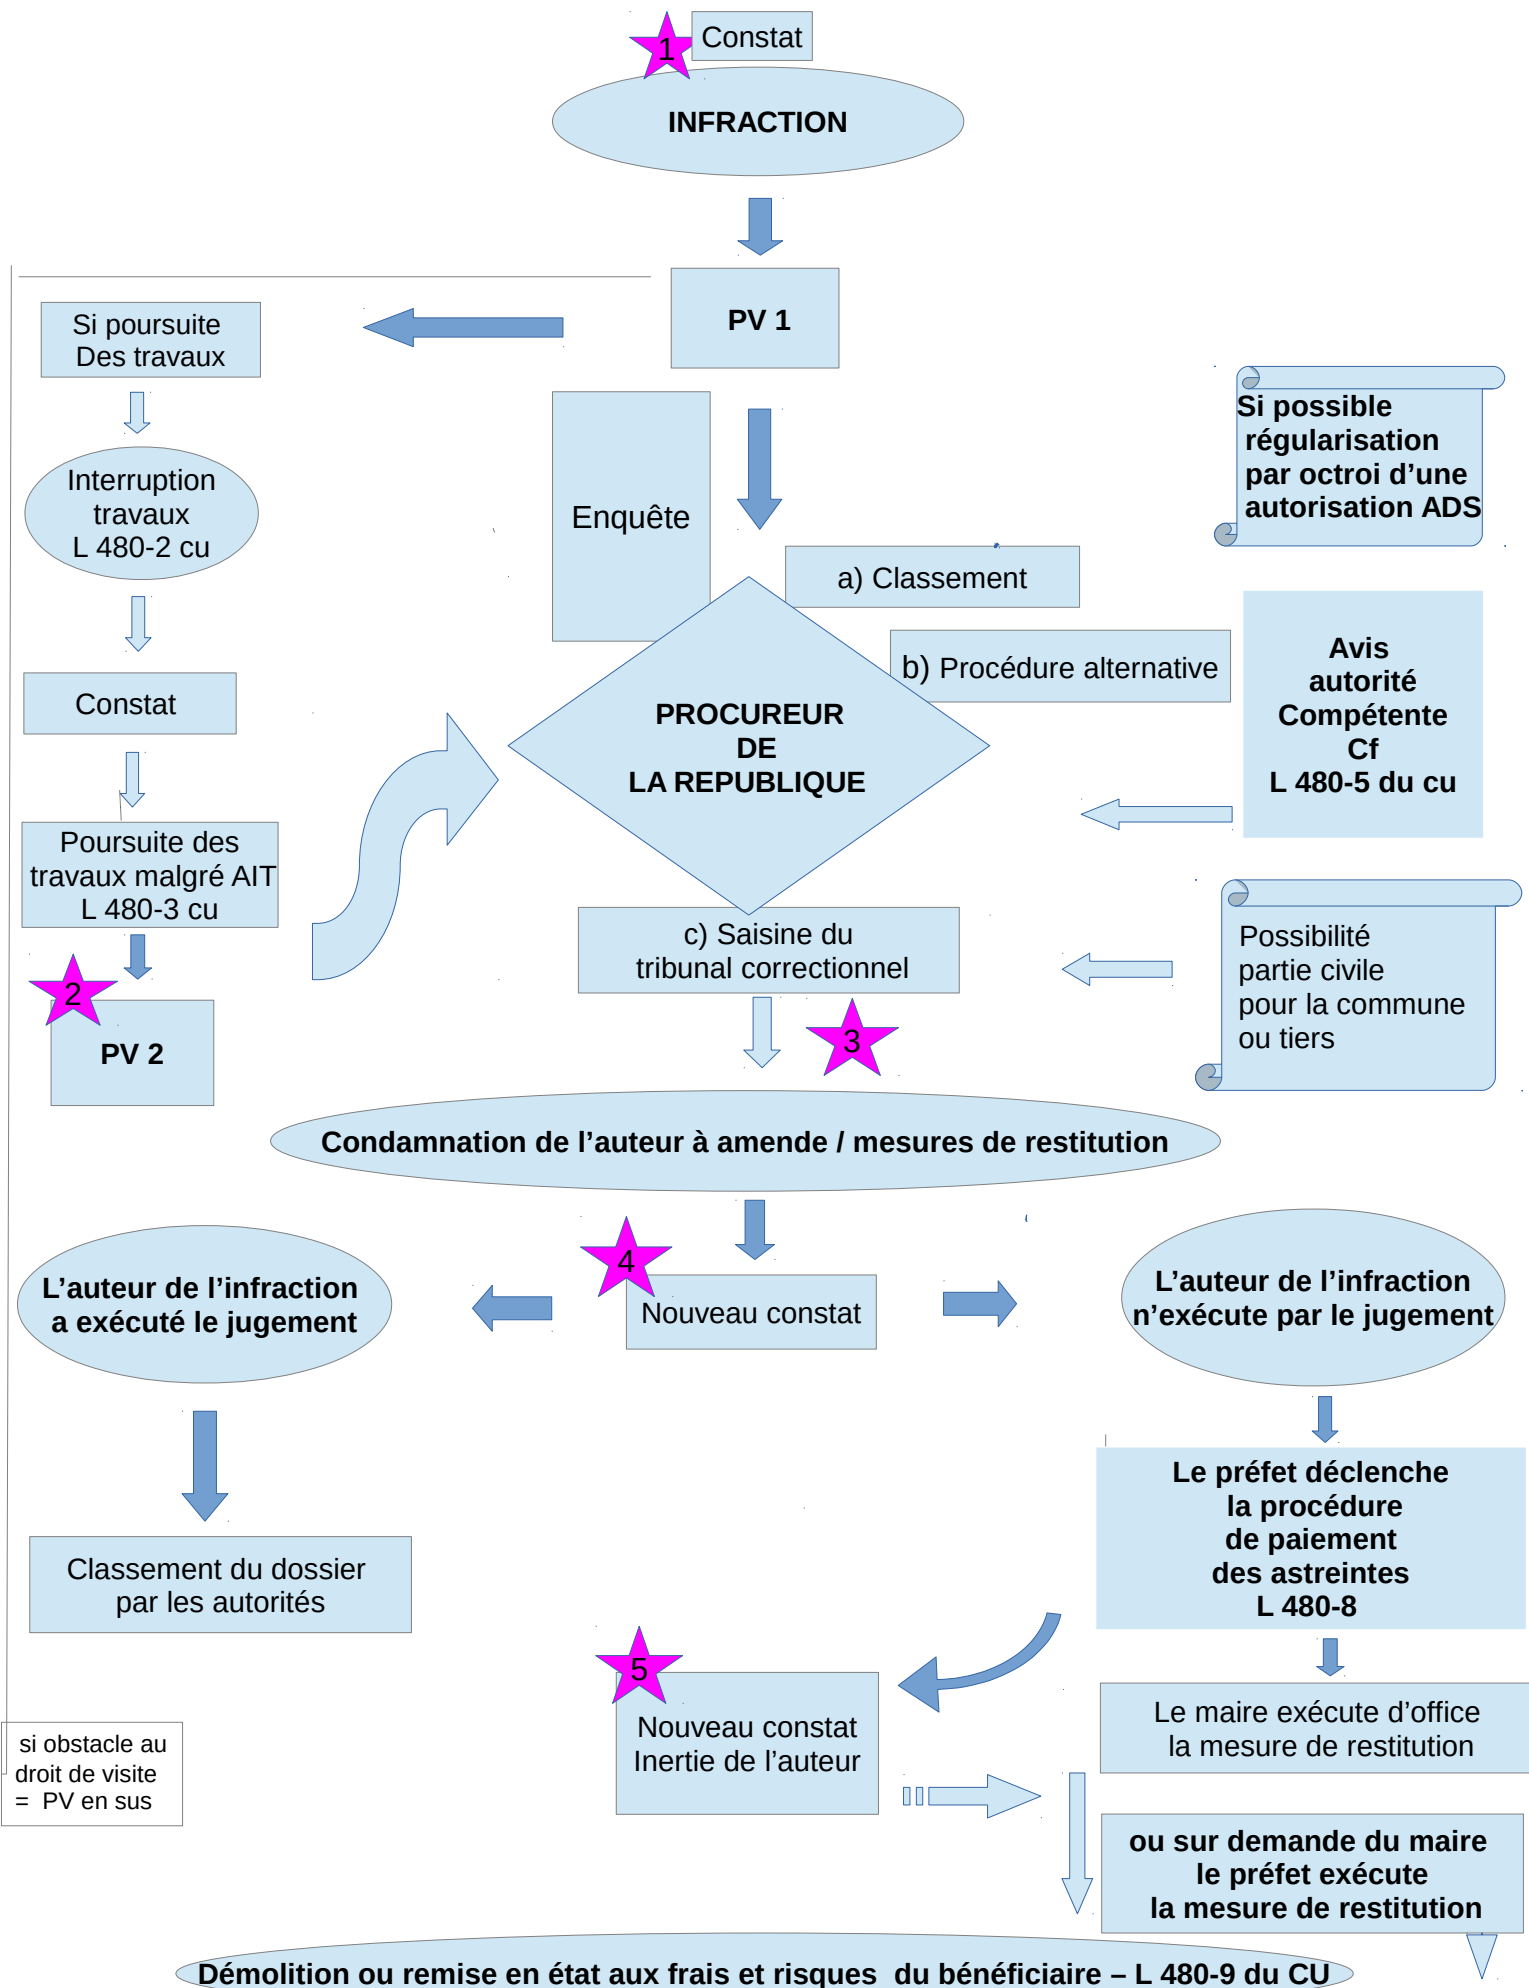 1
Constat
INFRACTION
PV 1
Si poursuite
Des travaux
Interruption
travaux
L 480-2 cu
Constat
Poursuite des
travaux malgré AIT
L 480-3 cu
2
PV 2
Enquête
Si possible
régularisation
par octroi d’une
autorisation ADS
a) Classement
b) Procédure alternative
Avis
autorité
Compétente
Cf
L 480-5 du cu
PROCUREUR
DE
LA REPUBLIQUE
c) Saisine du
tribunal correctionnel
Possibilité
partie civile
pour la commune
ou tiers
3
Condamnation de l’auteur à amende / mesures de restitution
4
Nouveau constat
L’auteur de l’infraction
a exécuté le jugement
L’auteur de l’infraction
n’exécute par le jugement
Classement du dossier
par les autorités
Le préfet déclenche
la procédure
de paiement
des astreintes
L 480-8
5
Nouveau constat
Inertie de l’auteur
Le maire exécute d’office
la mesure de restitution
si obstacle au
droit de visite
= PV en sus
ou sur demande du maire
le préfet exécute
la mesure de restitution
Démolition ou remise en état aux frais et risques du bénéficiaire – L 480-9 du CU